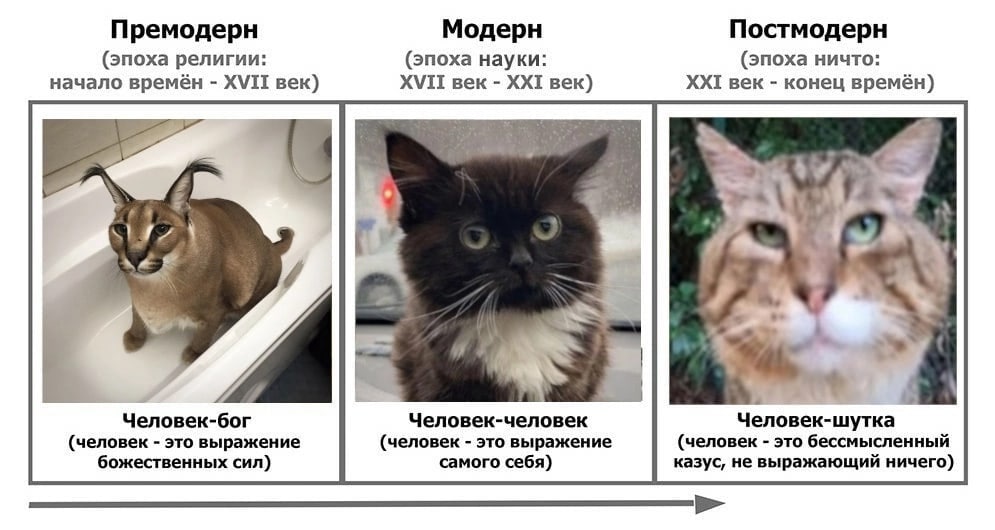 Премодерн
(эпоха религии:
начало времён - XVII век)
Модерн
(эпоха науки:
XVII век - XXI век)
Постмодерн
(эпоха ничто:
XXI век - конец времён)
Человек-бог
(человек - это выражение
божественных сил)
Человек-человек
(человек - это выражение
самого себя)
Человек-шутка
(человек - это бессмысленный
казус, не выражающий ничего)